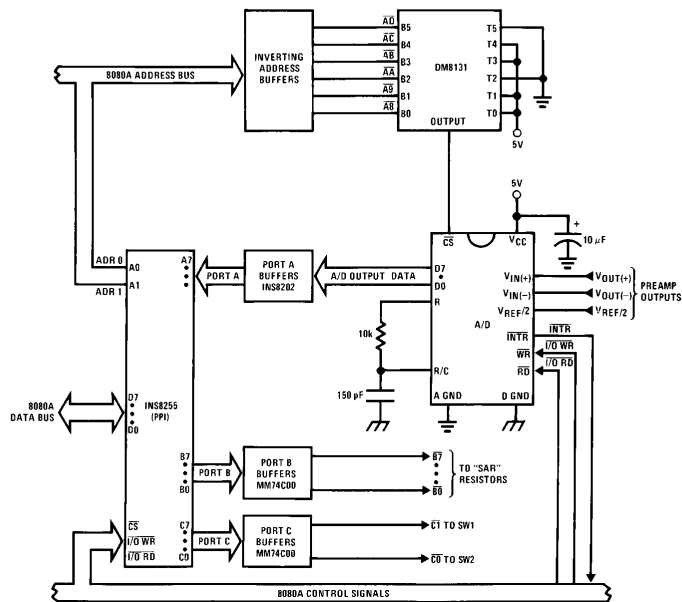 8080A ADDRESS BUS
INVERTING
ADDRESS
BUFFERS
AD
AC
AB
AA
A9
A8
B5
B4
B3
B2
B1
B0
DM8131
OUTPUT
T5
T4
T3
T2
T1
T0
5V
5V
+
10 μF
CS
VCC
ADR 0
ADR 1
A0
A1
A7
PORT A
PORT A
BUFFERS
INS8202
A/D OUTPUT DATA
D7
D0
R
10k
R/C
150 pF
A/D
A GND
D GND
VIN(+)
VIN(−)
VREF/2
INTR
WR
RD
VOUT(+)
VOUT(−)
VREF/2
PREAMP
OUTPUTS
INTR
I/O WR
I/O RD
8080A
DATA BUS
D7
D0
INS8255
(PPI)
B7
B0
PORT B
PORT B
BUFFERS
MM74C00
B7
B0
TO "SAR"
RESISTORS
CS
I/O WR
I/O RD
C7
C0
PORT C
PORT C
BUFFERS
MM74C00
C1 TO SW1
C0 TO SW2
8080A CONTROL SIGNALS